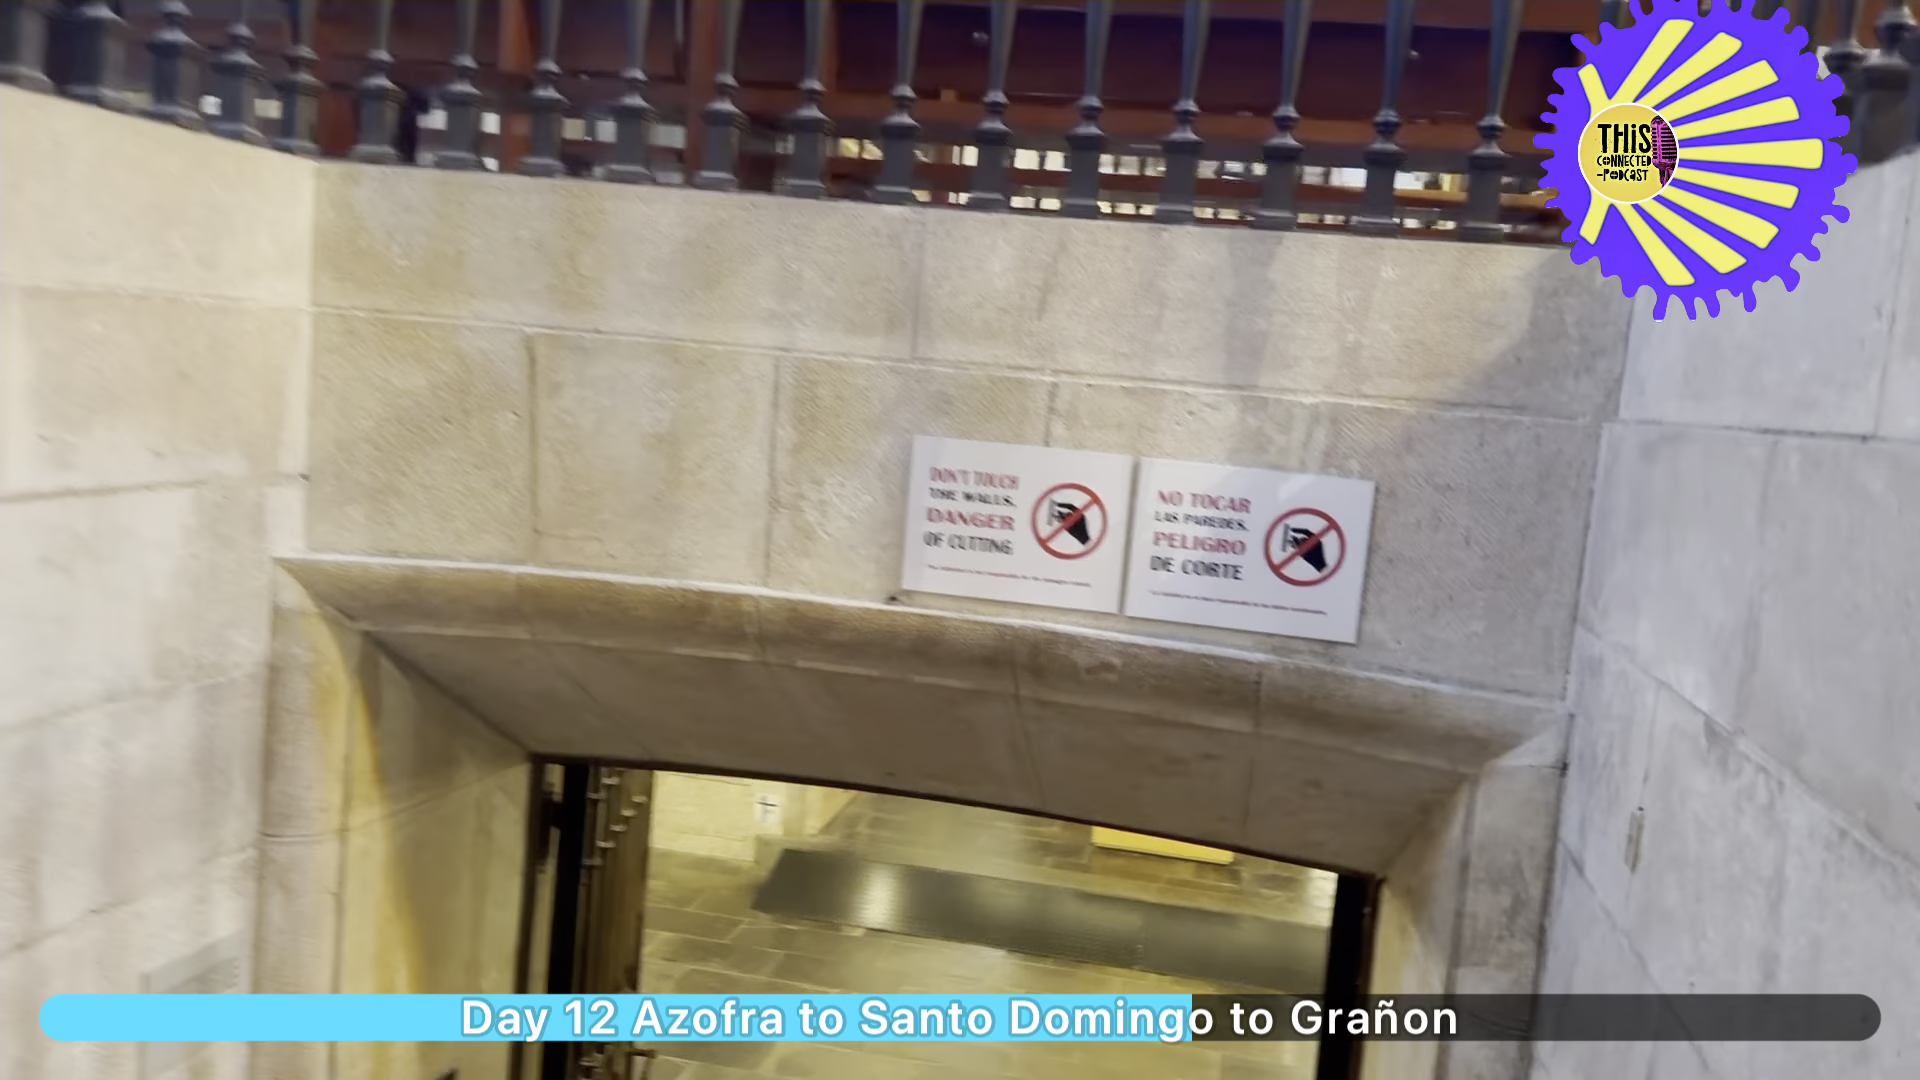 THIS
CONNECTED
-PODCAST
DON'T TOUCH
THE WALLS.
DANGER
OF CUTTING
NO TOCAR
LAS PAREDES.
PELIGRO
DE CORTE
Day 12 Azofra to Santo Domingo to Grañon